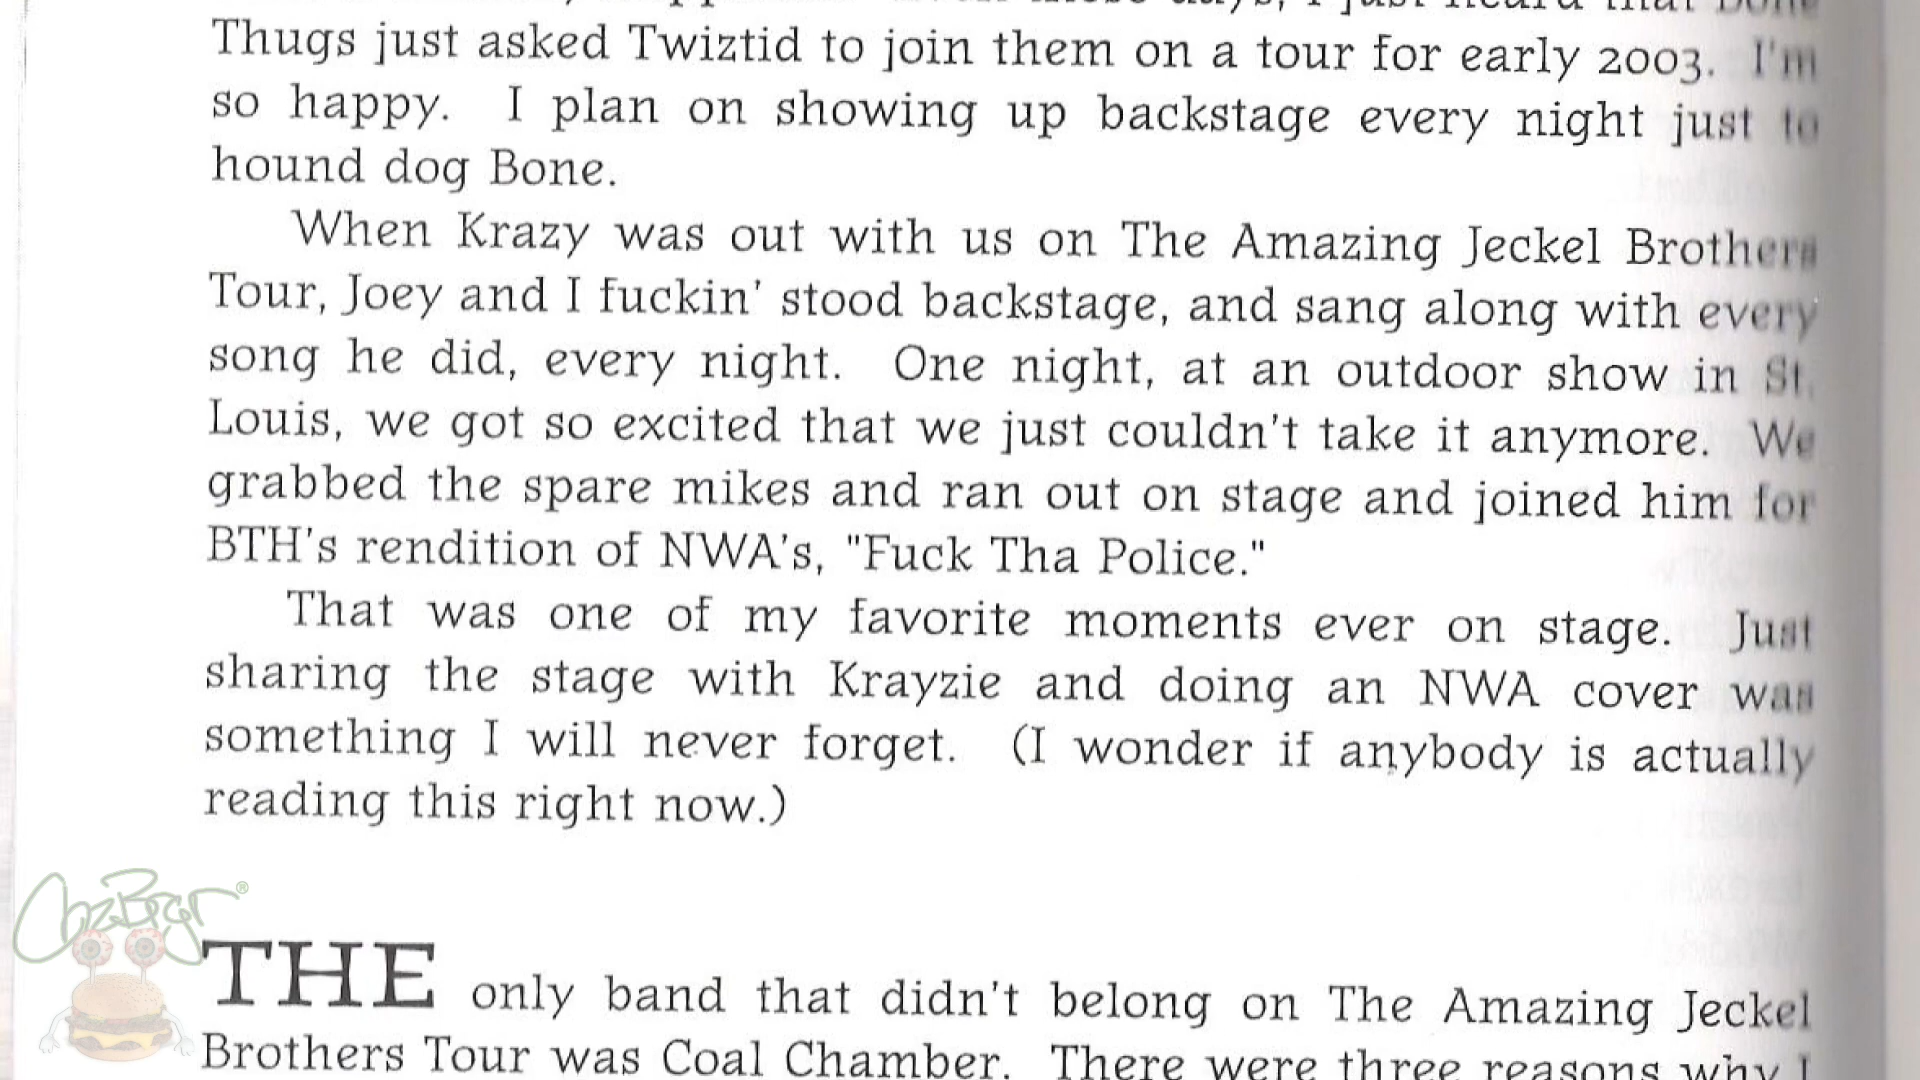 Thugs just asked Twiztid to join them on a tour for early 2003. I'm
so happy. I plan on showing up backstage every night just to
hound dog Bone.
When Krazy was out with us on The Amazing Jeckel Brothers
Tour, Joey and I fuckin' stood backstage, and sang along with every
song he did, every night. One night, at an outdoor show in St.
Louis, we got so excited that we just couldn't take it anymore. We
grabbed the spare mikes and ran out on stage and joined him for
BTH's rendition of NWA's, "Fuck Tha Police."
That was one of my favorite moments ever on stage. Just
sharing the stage with Krayzie and doing an NWA cover was
something I will never forget. (I wonder if anybody is actually
reading this right now.)
THE only band that didn't belong on The Amazing Jeckel
Brothers Tour was Coal Chamber. There were three reasons why I